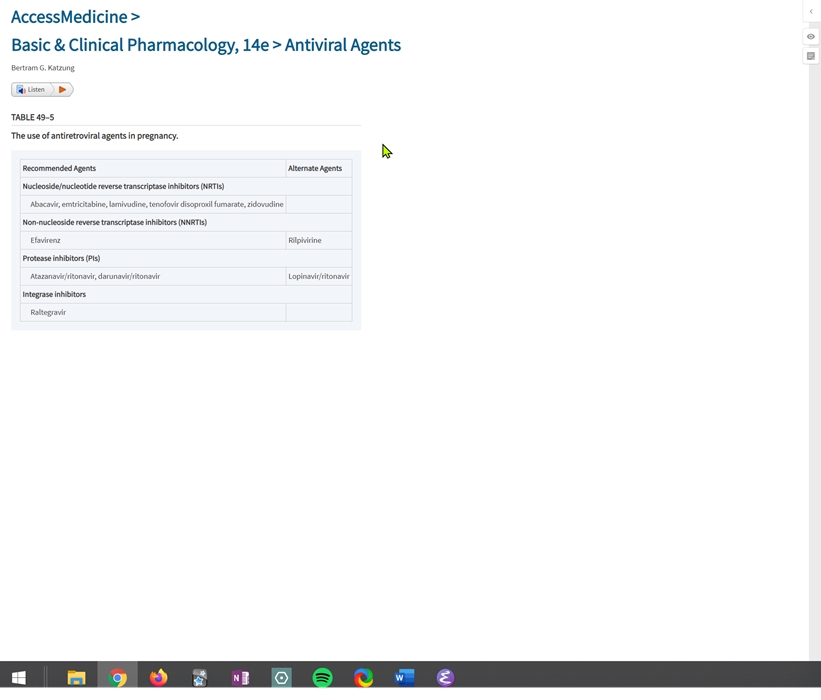 AccessMedicine >
Basic & Clinical Pharmacology, 14e > Antiviral Agents
Bertram G. Katzung
Listen
TABLE 49–5
The use of antiretroviral agents in pregnancy.
Recommended Agents Alternate Agents
Nucleoside/nucleotide reverse transcriptase inhibitors (NRTIs)
Abacavir, emtricitabine, lamivudine, tenofovir disoproxil fumarate, zidovudine
Non-nucleoside reverse transcriptase inhibitors (NNRTIs)
Efavirenz Rilpivirine
Protease inhibitors (PIs)
Atazanavir/ritonavir, darunavir/ritonavir Lopinavir/ritonavir
Integrase inhibitors
Raltegravir